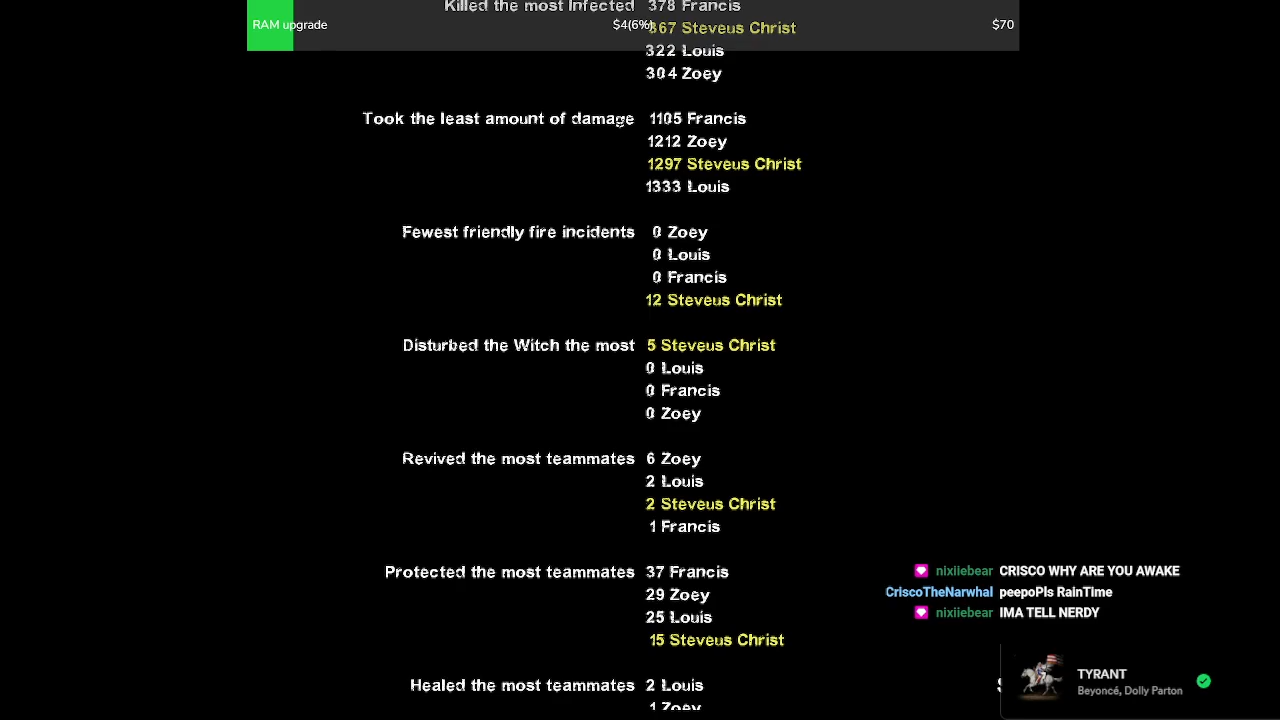 Killed the most Infected 378 Francis
RAM upgrade $4(6%) $70
367 Steveus Christ
322 Louis
304 Zoey
Took the least amount of damage 1105 Francis
1212 Zoey
1297 Steveus Christ
1333 Louis
Fewest friendly fire incidents 0 Zoey
0 Louis
0 Francis
12 Steveus Christ
Disturbed the Witch the most 5 Steveus Christ
0 Louis
0 Francis
0 Zoey
Revived the most teammates 6 Zoey
2 Louis
2 Steveus Christ
1 Francis
Protected the most teammates 37 Francis
29 Zoey
25 Louis
15 Steveus Christ
nixiiebear CRISCO WHY ARE YOU AWAKE
CriscoTheNarwhal peepoPls RainTime
nixiiebear IMA TELL NERDY
Healed the most teammates 2 Louis
1 Zoey
TYRANT
Beyoncé, Dolly Parton